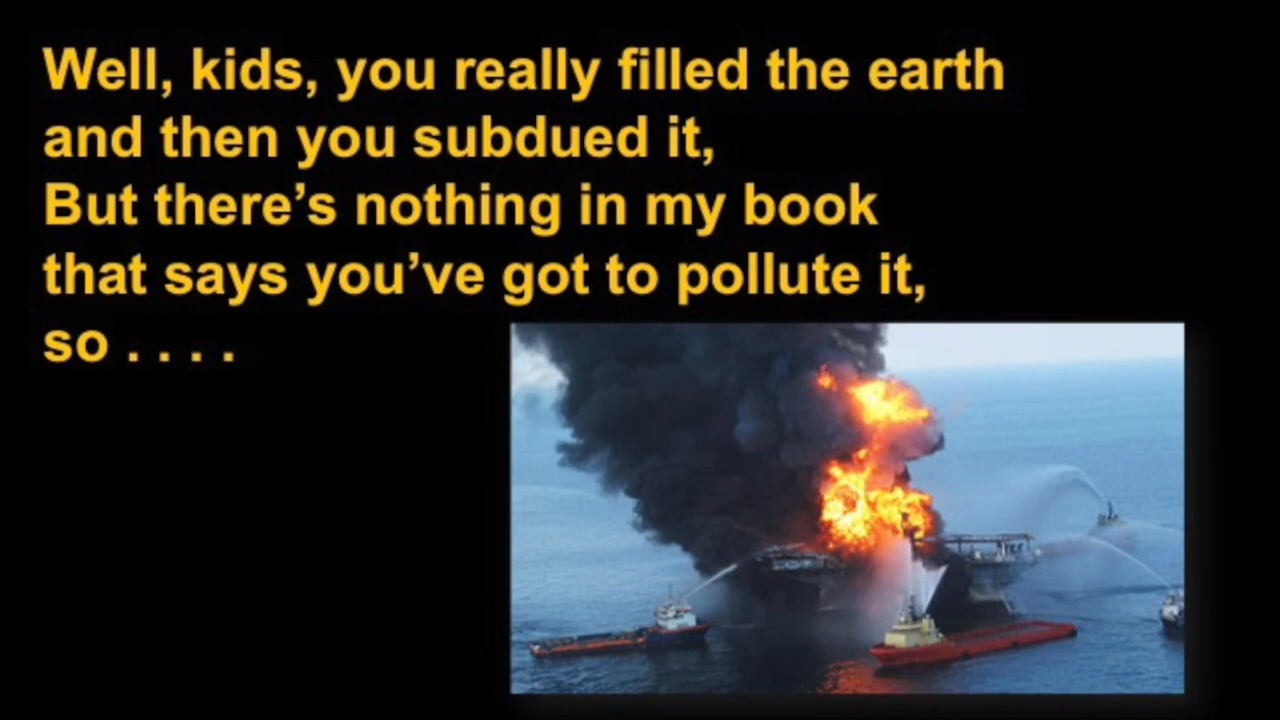 Well, kids, you really filled the earth
and then you subdued it,
But there’s nothing in my book
that says you’ve got to pollute it,
so . . . .